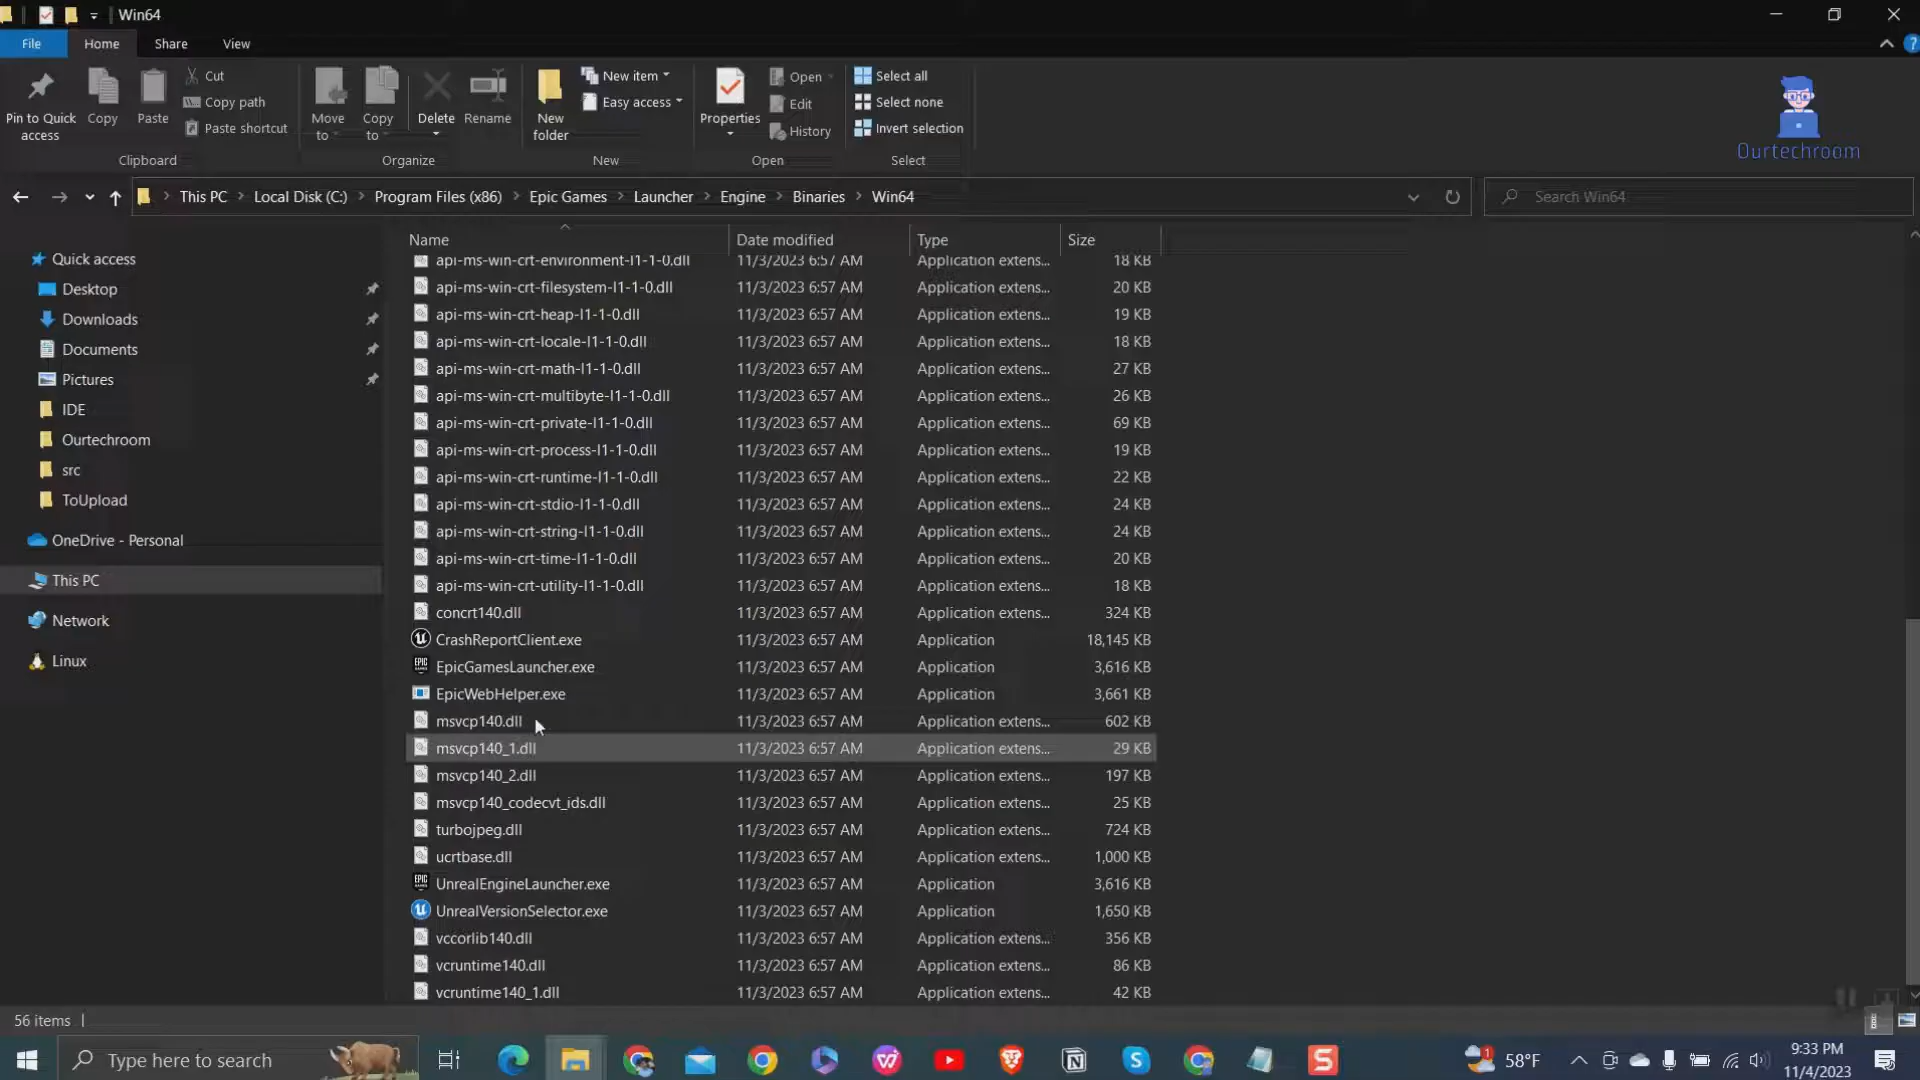 Win64
File Home Share View
Pin to Quick access
Copy
Paste
Cut
Copy path
Paste shortcut
Clipboard
Move to
Copy to
Delete
Rename
Organize
New folder
New item
Easy access
New
Properties
Open
Edit
History
Open
Select all
Select none
Invert selection
Select
Ourtechroom
This PC Local Disk (C:) Program Files (x86) Epic Games Launcher Engine Binaries Win64
Search Win64
Quick access
Desktop
Downloads
Documents
Pictures
IDE
Ourtechroom
src
ToUpload
OneDrive - Personal
This PC
Network
Linux
Name Date modified Type Size
api-ms-win-crt-environment-l1-1-0.dll 11/3/2023 6:57 AM Application extens... 18 KB
api-ms-win-crt-filesystem-l1-1-0.dll 11/3/2023 6:57 AM Application extens... 20 KB
api-ms-win-crt-heap-l1-1-0.dll 11/3/2023 6:57 AM Application extens... 19 KB
api-ms-win-crt-locale-l1-1-0.dll 11/3/2023 6:57 AM Application extens... 18 KB
api-ms-win-crt-math-l1-1-0.dll 11/3/2023 6:57 AM Application extens... 27 KB
api-ms-win-crt-multibyte-l1-1-0.dll 11/3/2023 6:57 AM Application extens... 26 KB
api-ms-win-crt-private-l1-1-0.dll 11/3/2023 6:57 AM Application extens... 69 KB
api-ms-win-crt-process-l1-1-0.dll 11/3/2023 6:57 AM Application extens... 19 KB
api-ms-win-crt-runtime-l1-1-0.dll 11/3/2023 6:57 AM Application extens... 22 KB
api-ms-win-crt-stdio-l1-1-0.dll 11/3/2023 6:57 AM Application extens... 24 KB
api-ms-win-crt-string-l1-1-0.dll 11/3/2023 6:57 AM Application extens... 24 KB
api-ms-win-crt-time-l1-1-0.dll 11/3/2023 6:57 AM Application extens... 20 KB
api-ms-win-crt-utility-l1-1-0.dll 11/3/2023 6:57 AM Application extens... 18 KB
concrt140.dll 11/3/2023 6:57 AM Application extens... 324 KB
CrashReportClient.exe 11/3/2023 6:57 AM Application 18,145 KB
EpicGamesLauncher.exe 11/3/2023 6:57 AM Application 3,616 KB
EpicWebHelper.exe 11/3/2023 6:57 AM Application 3,661 KB
msvcp140.dll 11/3/2023 6:57 AM Application extens... 602 KB
msvcp140_1.dll 11/3/2023 6:57 AM Application extens... 29 KB
msvcp140_2.dll 11/3/2023 6:57 AM Application extens... 197 KB
msvcp140_codecvt_ids.dll 11/3/2023 6:57 AM Application extens... 25 KB
turbojpeg.dll 11/3/2023 6:57 AM Application extens... 724 KB
ucrtbase.dll 11/3/2023 6:57 AM Application extens... 1,000 KB
UnrealEngineLauncher.exe 11/3/2023 6:57 AM Application 3,616 KB
UnrealVersionSelector.exe 11/3/2023 6:57 AM Application 1,650 KB
vccorlib140.dll 11/3/2023 6:57 AM Application extens... 356 KB
vcruntime140.dll 11/3/2023 6:57 AM Application extens... 86 KB
vcruntime140_1.dll 11/3/2023 6:57 AM Application extens... 42 KB
56 items
Type here to search
58°F
9:33 PM
11/4/2023